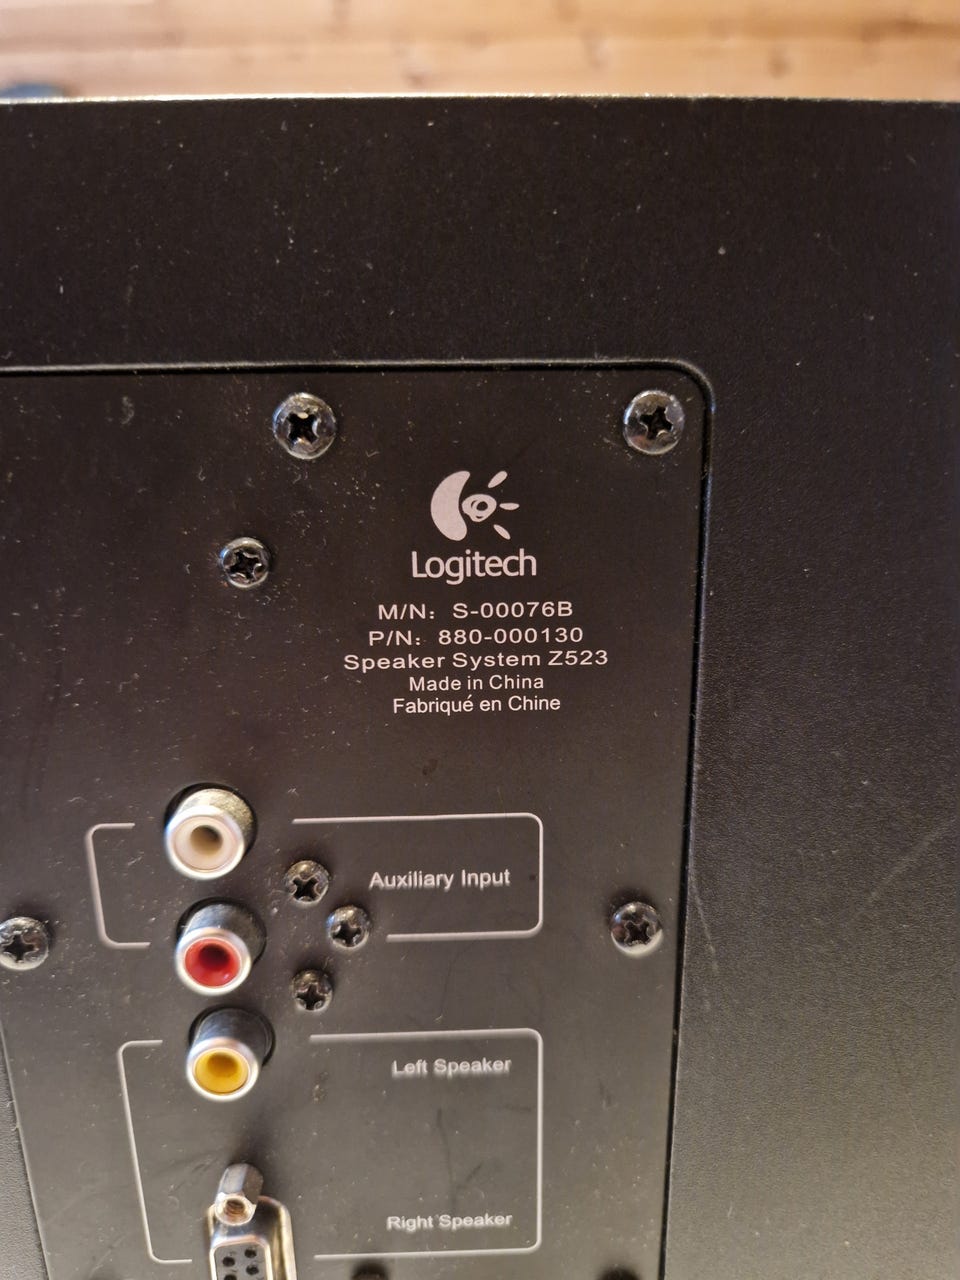 Logitech
M/N: S-00076B
P/N: 880-000130
Speaker System Z523
Made in China
Fabriqué en Chine
Auxiliary Input
Left Speaker
Right Speaker